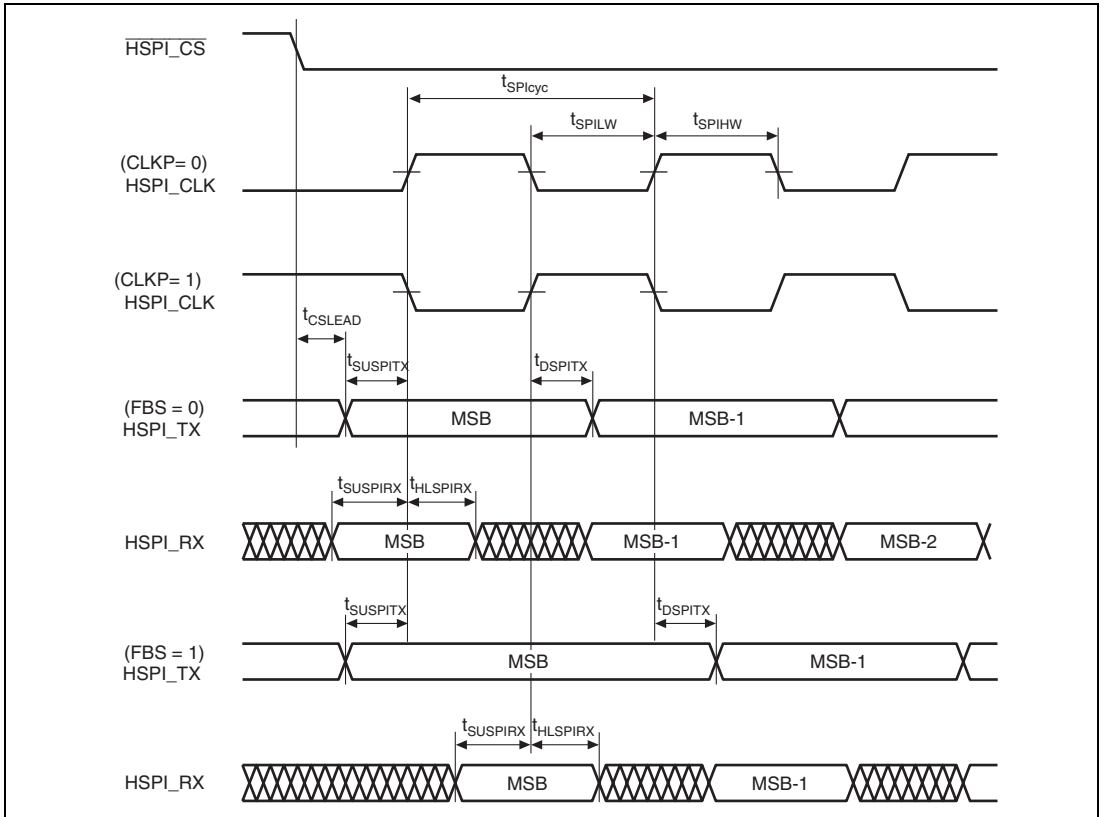 HSPI_CS
tSPIcyc
tSPILW
tSPIHW
(CLKP= 0)
HSPI_CLK
(CLKP= 1)
HSPI_CLK
tCSLEAD
tSUSPITX
tDSPITX
(FBS = 0)
HSPI_TX
MSB
MSB-1
tSUSPIRX
tHLSPIRX
HSPI_RX
MSB
MSB-1
MSB-2
tSUSPITX
tDSPITX
(FBS = 1)
HSPI_TX
MSB
MSB-1
tSUSPIRX
tHLSPIRX
HSPI_RX
MSB
MSB-1